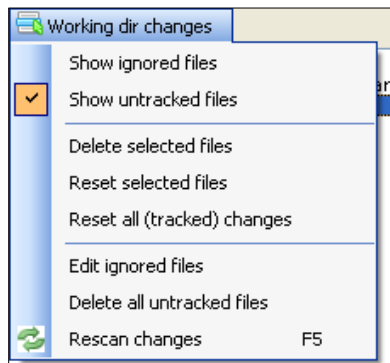 Working dir changes
Show ignored files
Show untracked files
Delete selected files
Reset selected files
Reset all (tracked) changes
Edit ignored files
Delete all untracked files
Rescan changes F5